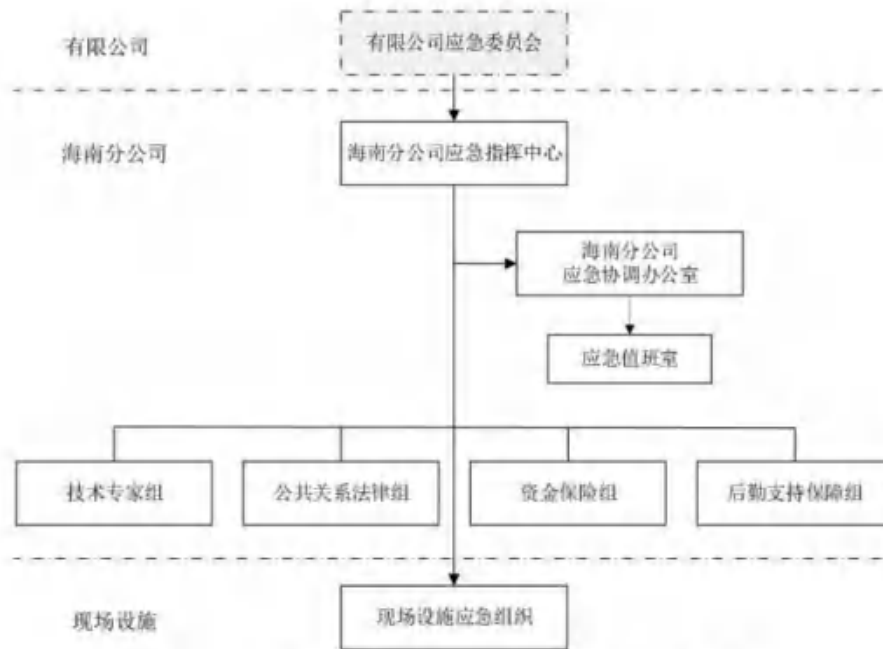 有限公司
有限公司应急委员会
海南分公司
海南分公司应急指挥中心
海南分公司
应急协调办公室
应急值班室
技术专家组
公共关系法律组
资金保险组
后勤支持保障组
现场设施
现场设施应急组织